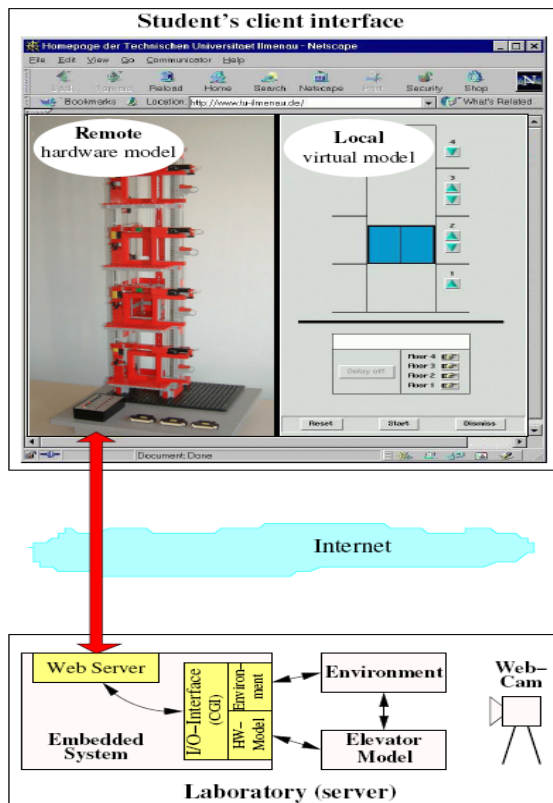 Student's client interface
Homepage der Technischen Universitaet Ilmenau - Netscape
File Edit View Go Communicator Help
Back Forward Reload Home Search Netscape Print Security Shop
Bookmarks Location: http://www.tu-ilmenau.de/ What's Related
Remote
hardware model
Local
virtual model
4
3
2
1
Delay off
Floor 4
Floor 3
Floor 2
Floor 1
Reset Start Dismiss
Document: Done
Internet
Web Server
Embedded
System
I/O-Interface
(CGI)
Environ-
ment
HW-
Model
Environment
Elevator
Model
Web-
Cam
Laboratory (server)